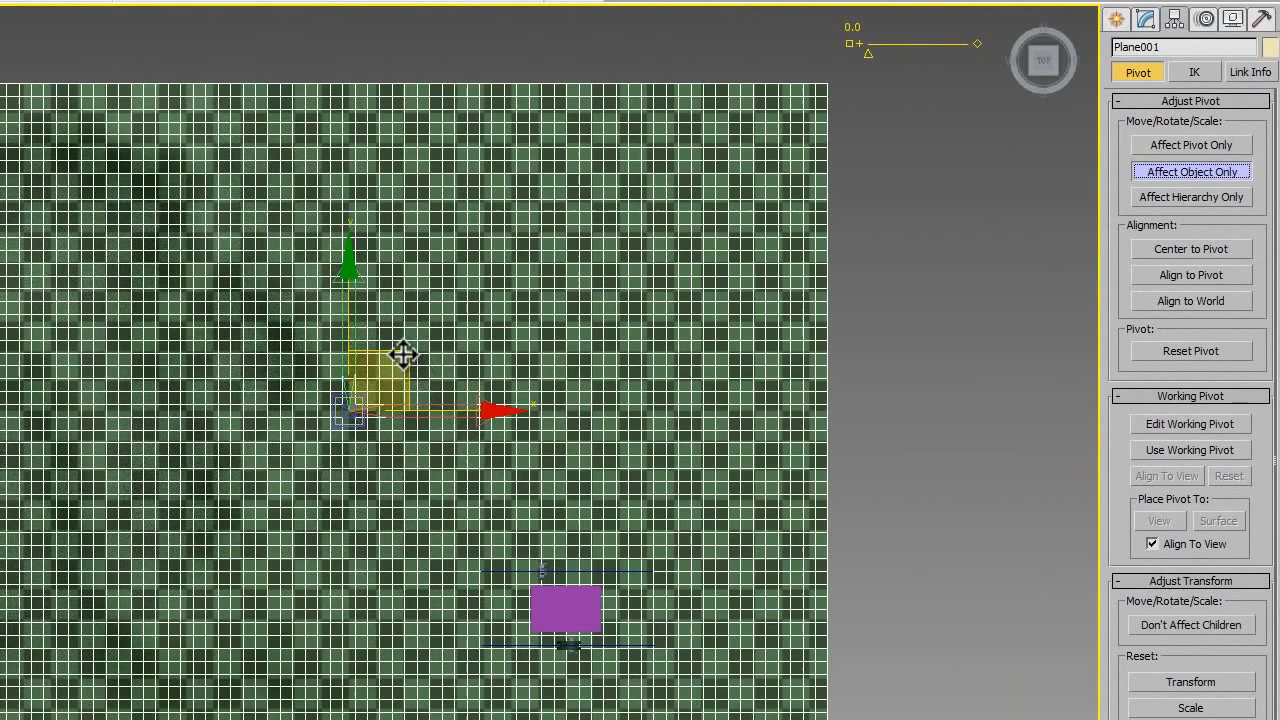 0.0
TOP
y
x
Plane001
Pivot
IK
Link Info
-
Adjust Pivot
Move/Rotate/Scale:
Affect Pivot Only
Affect Object Only
Affect Hierarchy Only
Alignment:
Center to Pivot
Align to Pivot
Align to World
Pivot:
Reset Pivot
-
Working Pivot
Edit Working Pivot
Use Working Pivot
Align To View
Reset
Place Pivot To:
View
Surface
Align To View
-
Adjust Transform
Move/Rotate/Scale:
Don't Affect Children
Reset:
Transform
Scale